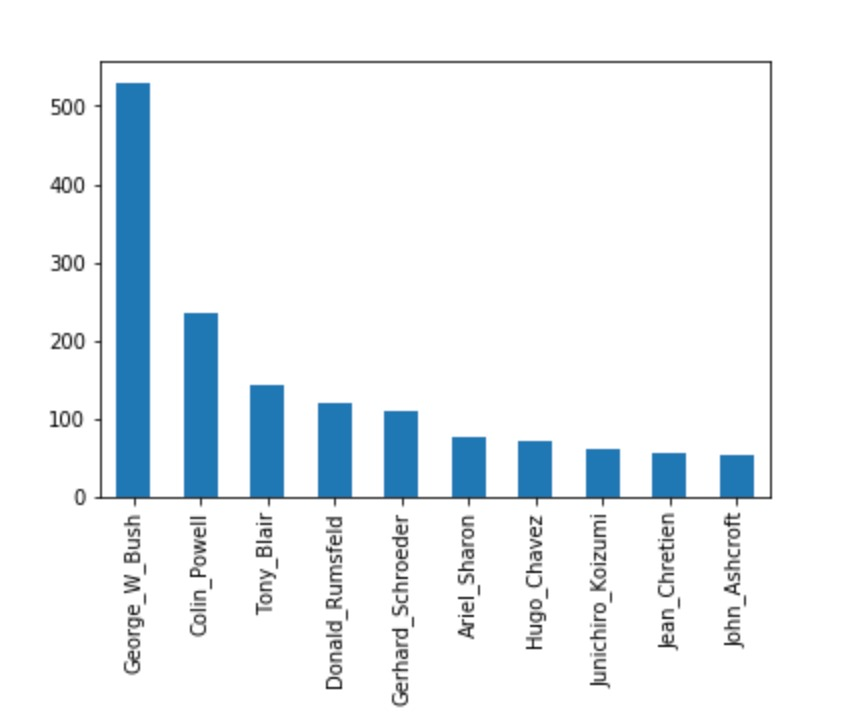 500
400
300
200
100
0
George_W_Bush
Colin_Powell
Tony_Blair
Donald_Rumsfeld
Gerhard_Schroeder
Ariel_Sharon
Hugo_Chavez
Junichiro_Koizumi
Jean_Chretien
John_Ashcroft